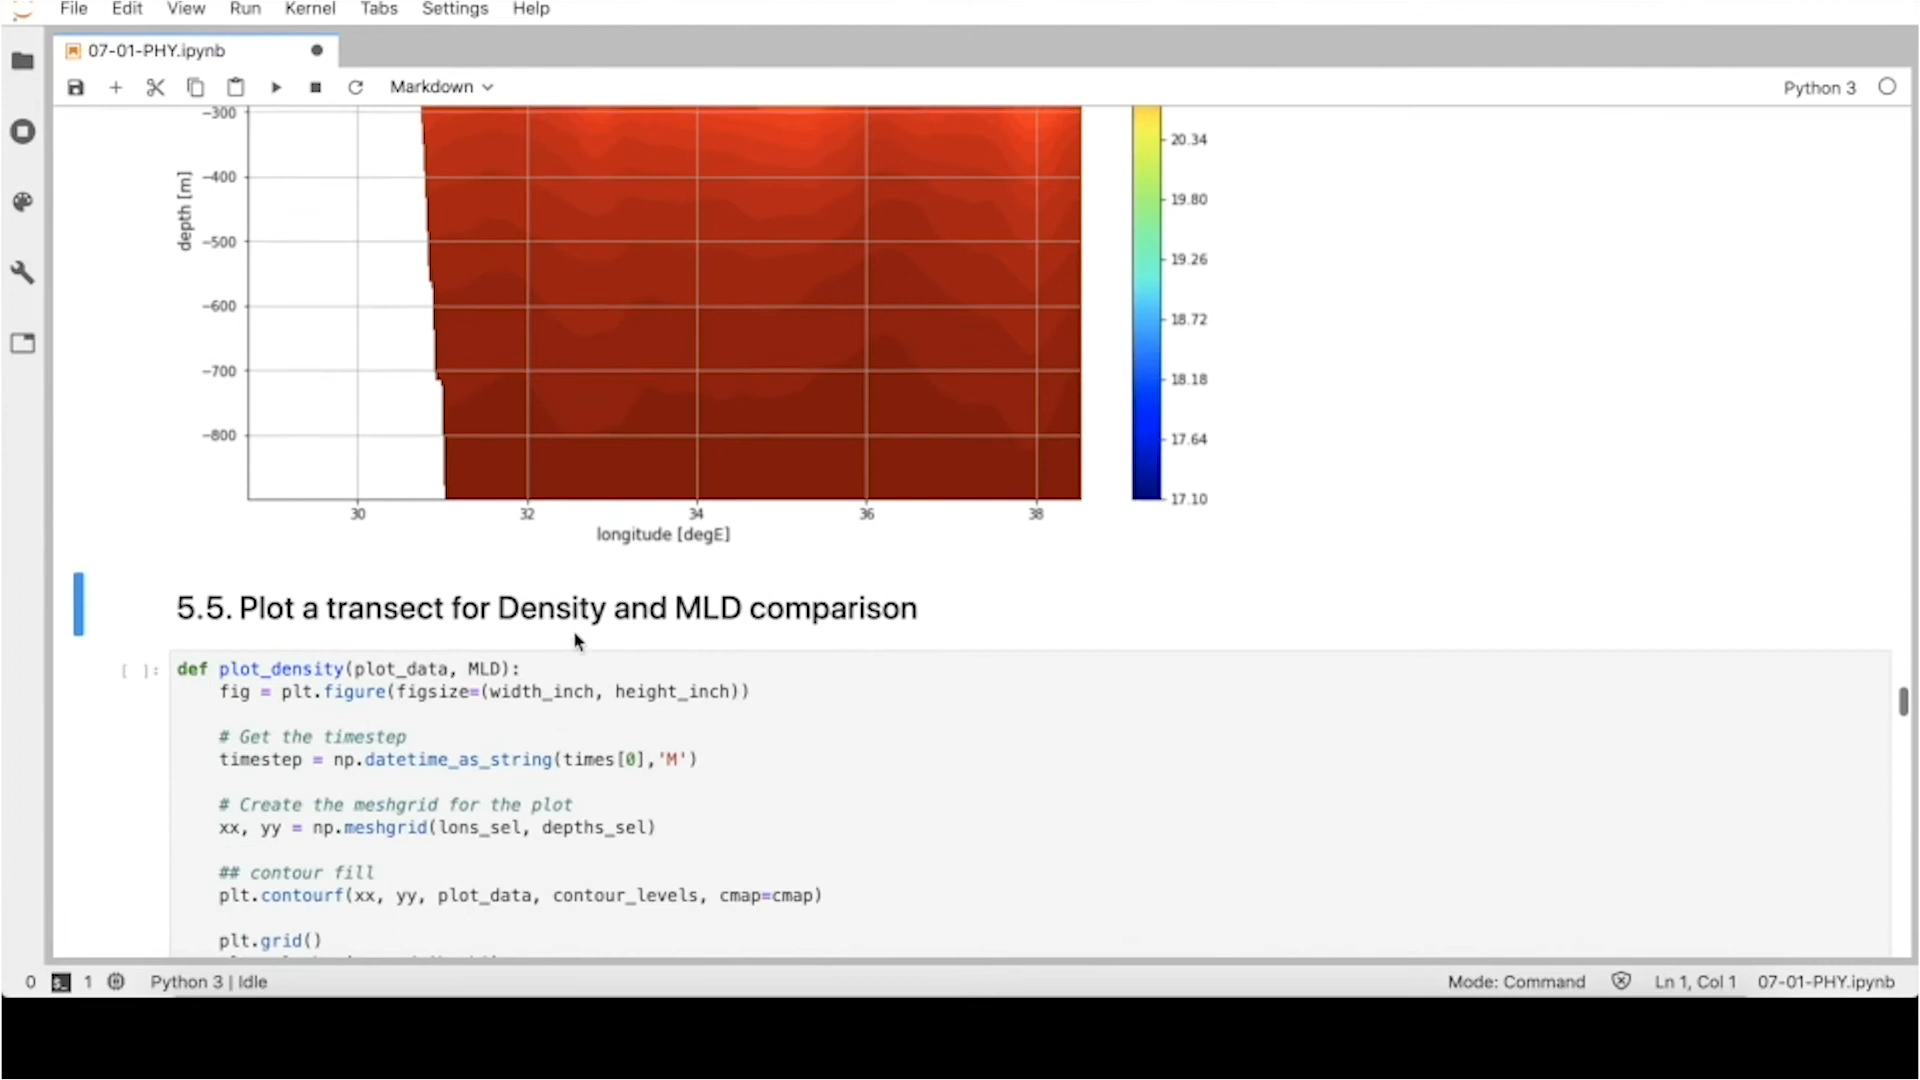 File Edit View Run Kernel Tabs Settings Help
07-01-PHY.ipynb
Markdown
Python 3
−300
−400
−500
−600
−700
−800
depth [m]
30 32 34 36 38
longitude [degE]
20.34
19.80
19.26
18.72
18.18
17.64
17.10
5.5. Plot a transect for Density and MLD comparison
[ ]:
def plot_density(plot_data, MLD):
fig = plt.figure(figsize=(width_inch, height_inch))
# Get the timestep
timestep = np.datetime_as_string(times[0],'M')
# Create the meshgrid for the plot
xx, yy = np.meshgrid(lons_sel, depths_sel)
## contour fill
plt.contourf(xx, yy, plot_data, contour_levels, cmap=cmap)
plt.grid()
0 1 Python 3 | Idle Mode: Command Ln 1, Col 1 07-01-PHY.ipynb